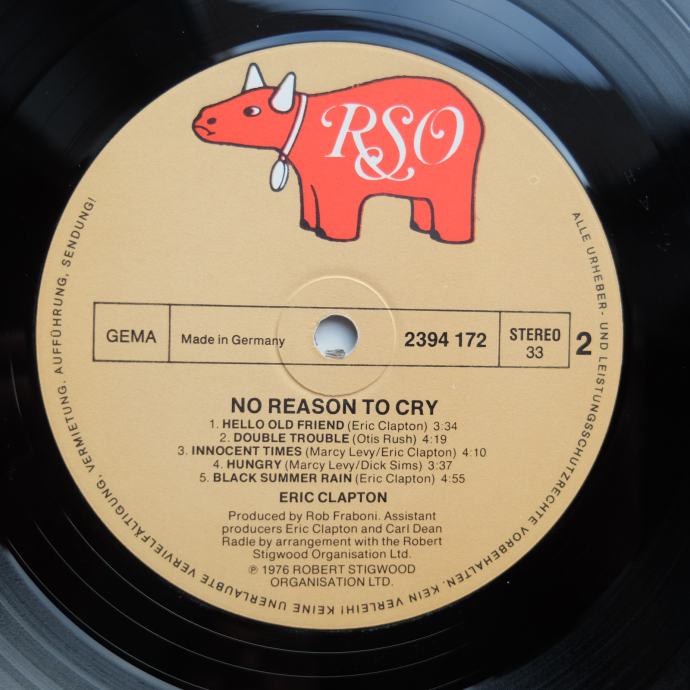 RSO
GEMA
Made in Germany
2394 172
STEREO
33
2
NO REASON TO CRY
1. HELLO OLD FRIEND (Eric Clapton) 3:34
2. DOUBLE TROUBLE (Otis Rush) 4:19
3. INNOCENT TIMES (Marcy Levy/Eric Clapton) 4:10
4. HUNGRY (Marcy Levy/Dick Sims) 3:37
5. BLACK SUMMER RAIN (Eric Clapton) 4:55
ERIC CLAPTON
Produced by Rob Fraboni. Assistant
producers Eric Clapton and Carl Dean
Radle by arrangement with the Robert
Stigwood Organisation Ltd.
℗ 1976 ROBERT STIGWOOD
ORGANISATION LTD.
ALLE URHEBER- UND LEISTUNGSSCHUTZRECHTE VORBEHALTEN. KEIN VERLEIH! KEINE UNERLAUBTE VERVIELFÄLTIGUNG, VERMIETUNG. AUFFÜHRUNG, SENDUNG!